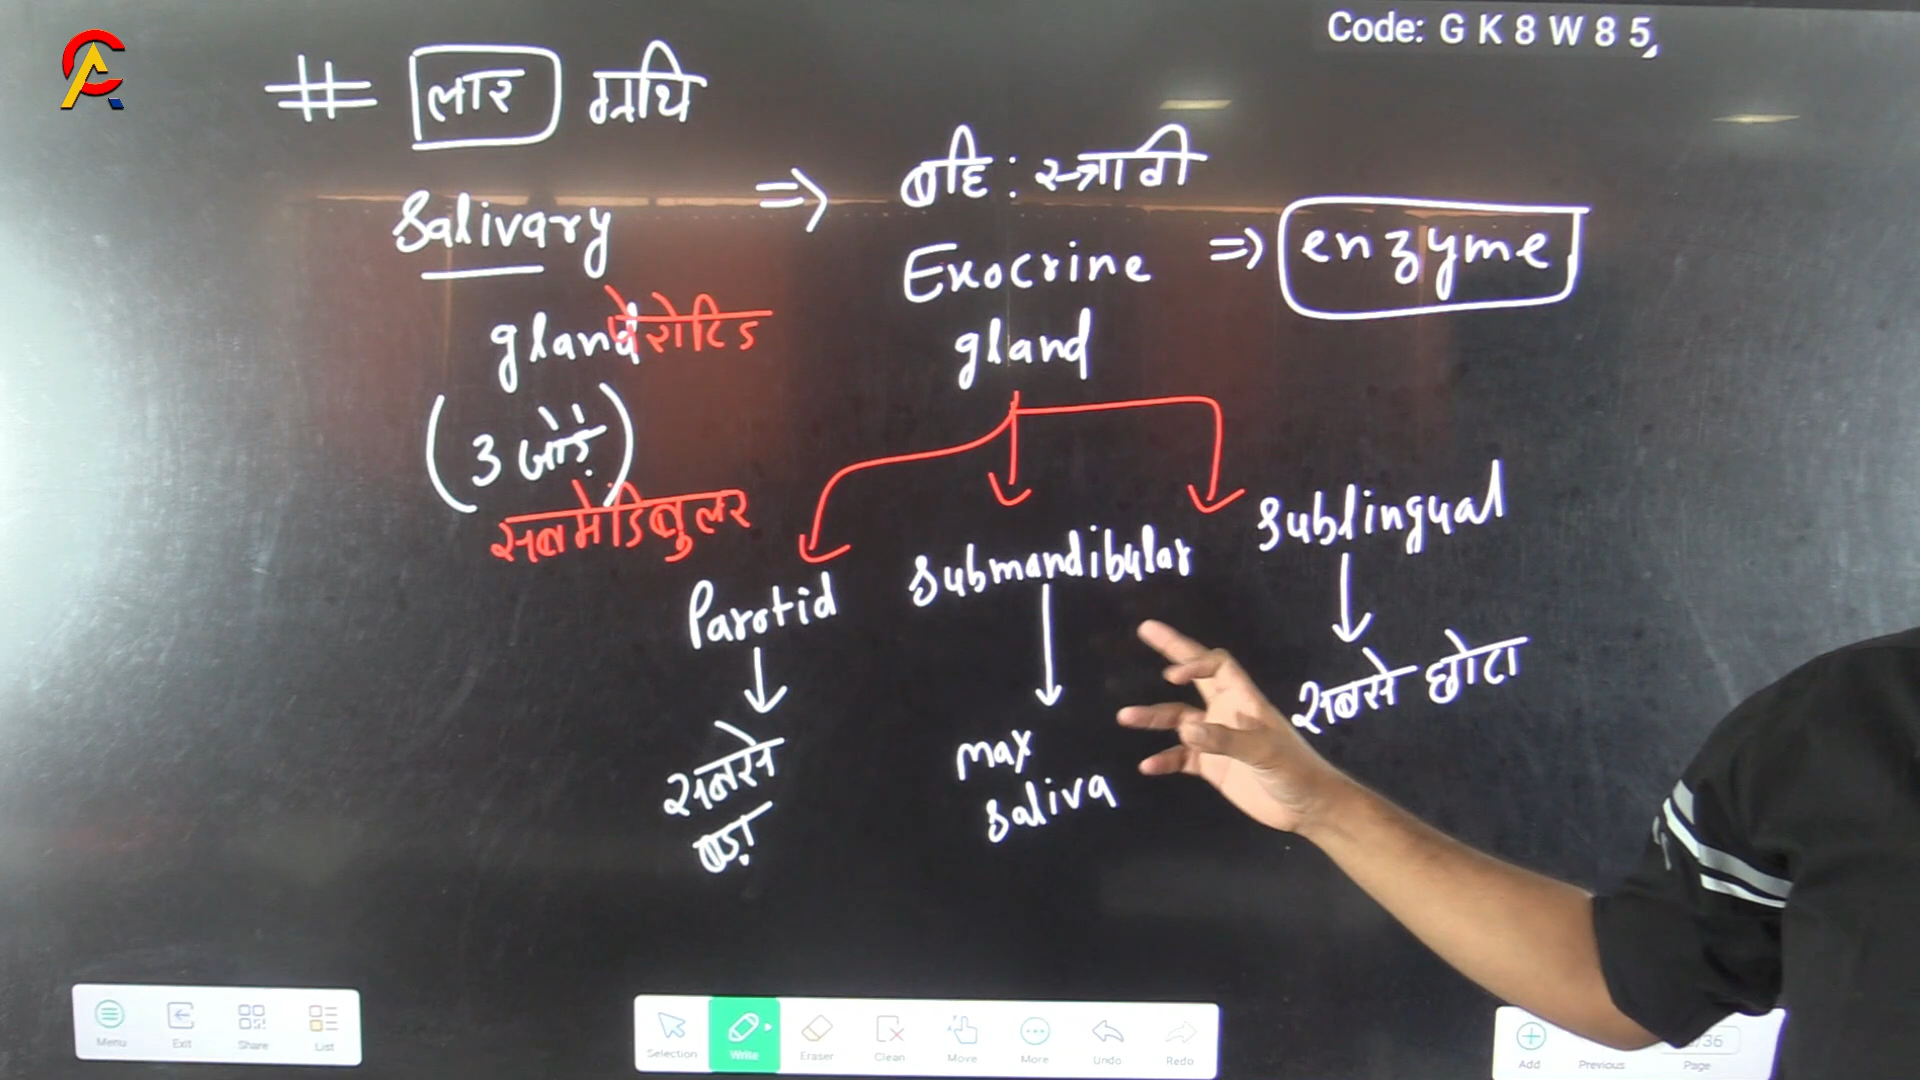 Code: G K 8 W 8 5
# लार ग्रंथि
Salivary
gland
(3 जोड़े)
पेरोटिड
सबमेंडिबुलर
=> बहि: स्त्रावी
Exocrine
gland
=> enzyme
Parotid
सबसे
बड़ा
Submandibular
max
saliva
Sublingual
सबसे छोटा
Menu
Exit
Share
List
Selection
Write
Eraser
Clean
Move
More
Undo
Redo
Add
Previous
/36
Page